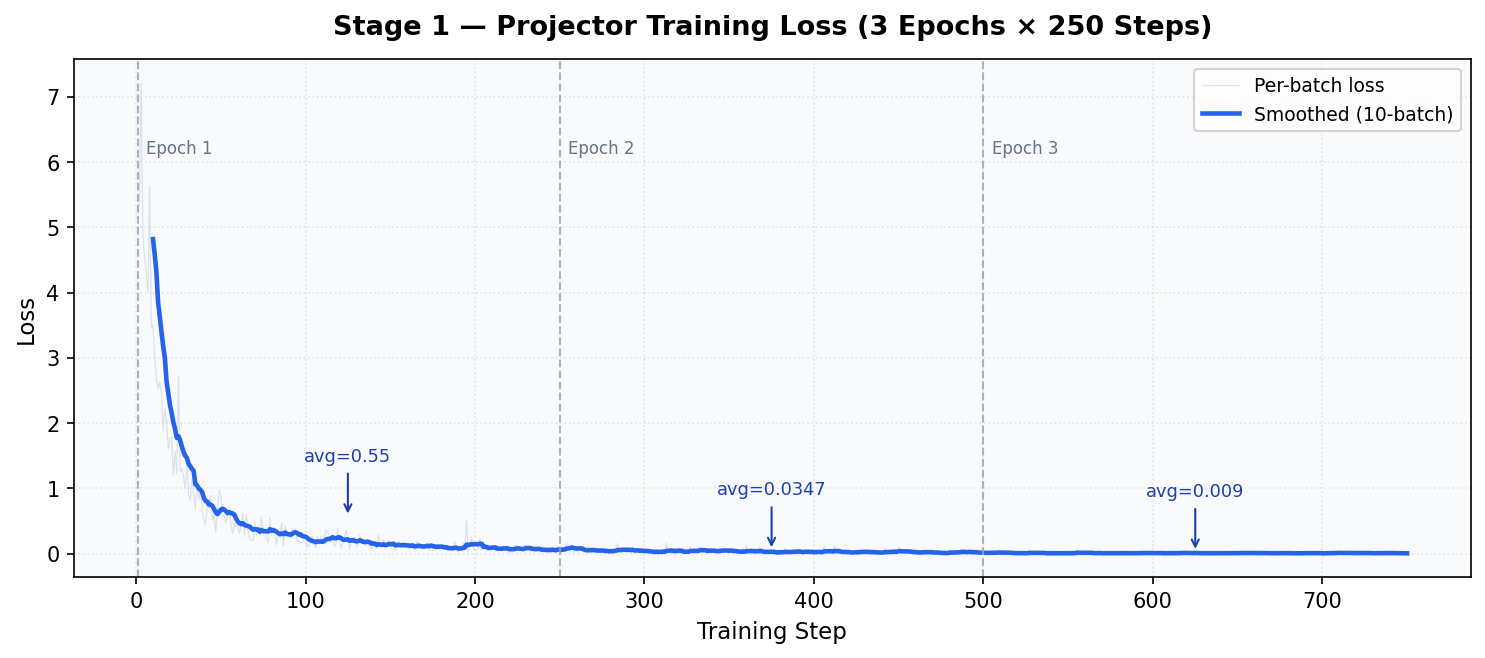 Stage 1 — Projector Training Loss (3 Epochs × 250 Steps)
Per-batch loss
Smoothed (10-batch)
7
6
5
4
3
2
1
0
Loss
Epoch 1
Epoch 2
Epoch 3
avg=0.55
avg=0.0347
avg=0.009
0
100
200
300
400
500
600
700
Training Step